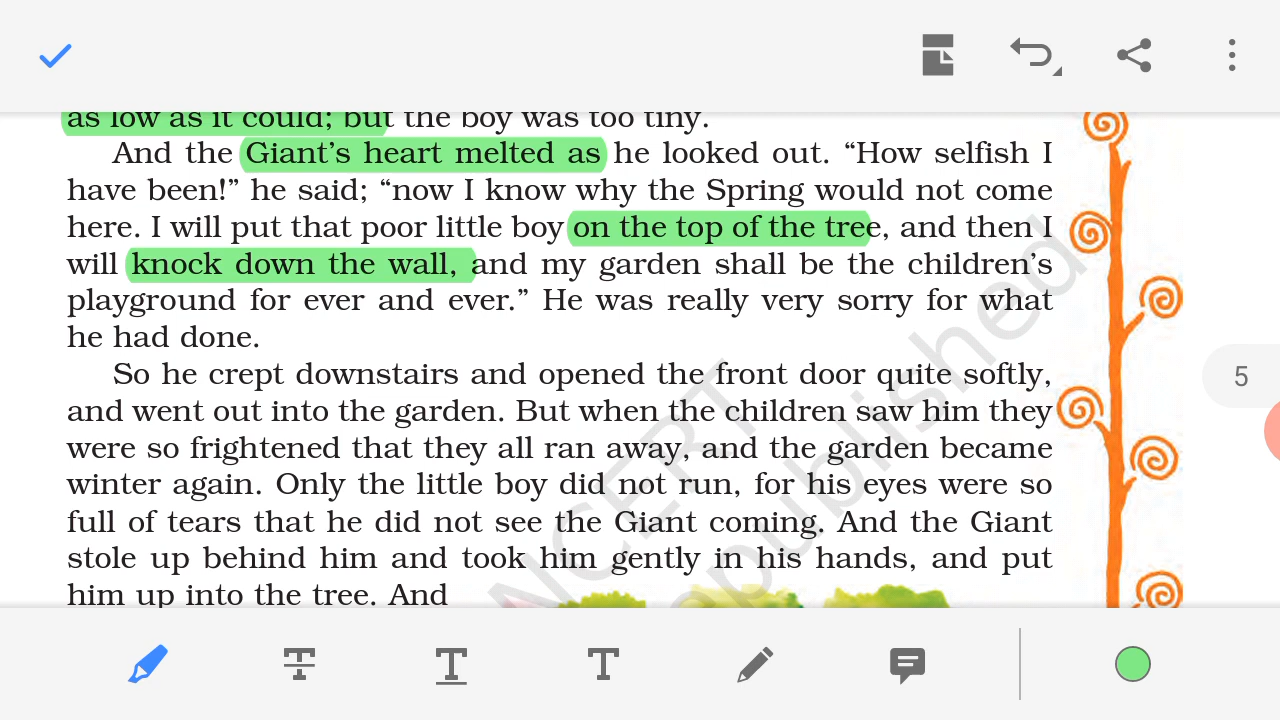 as low as it could; but the boy was too tiny.
And the Giant’s heart melted as he looked out. “How selfish I
have been!” he said; “now I know why the Spring would not come
here. I will put that poor little boy on the top of the tree, and then I
will knock down the wall, and my garden shall be the children’s
playground for ever and ever.” He was really very sorry for what
he had done.
So he crept downstairs and opened the front door quite softly,
and went out into the garden. But when the children saw him they
were so frightened that they all ran away, and the garden became
winter again. Only the little boy did not run, for his eyes were so
full of tears that he did not see the Giant coming. And the Giant
stole up behind him and took him gently in his hands, and put
him up into the tree. And
NCERT
republished
5
T
T
T